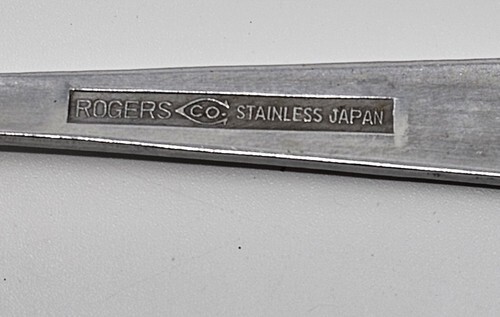 ROGERS CO. STAINLESS JAPAN